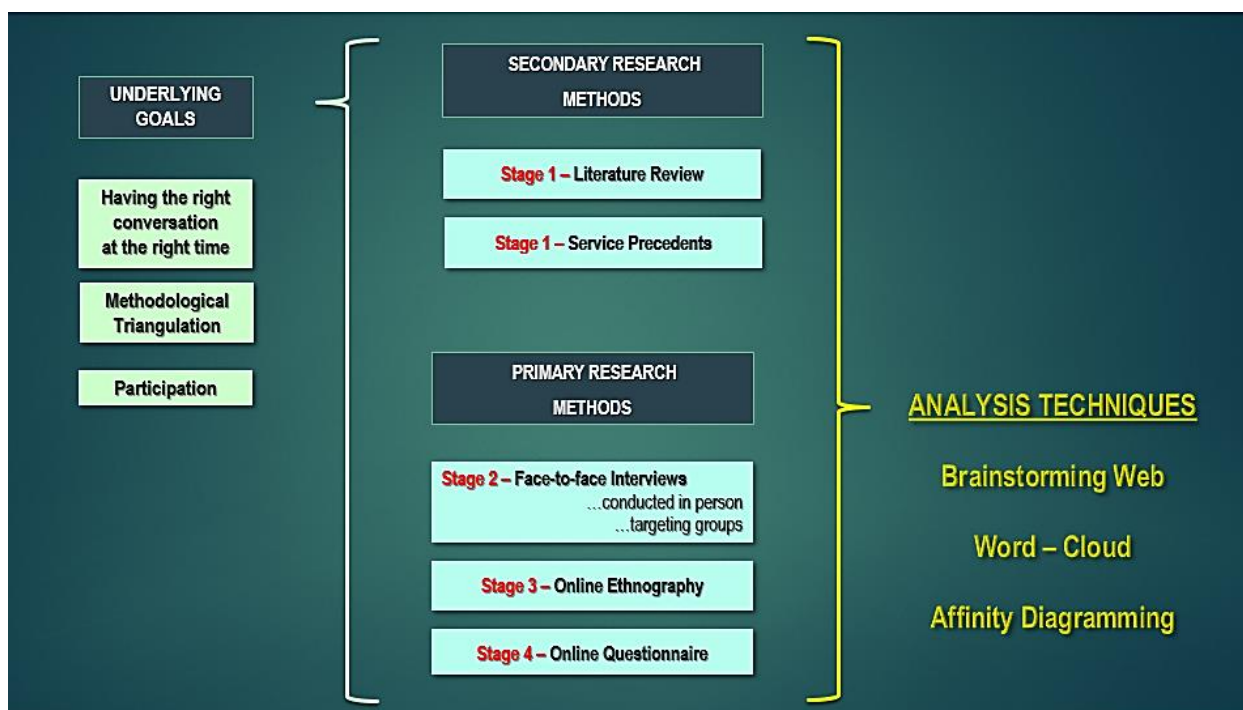 UNDERLYING
GOALS
Having the right
conversation
at the right time
Methodological
Triangulation
Participation
SECONDARY RESEARCH
METHODS
Stage 1 – Literature Review
Stage 1 – Service Precedents
PRIMARY RESEARCH
METHODS
Stage 2 – Face-to-face Interviews
…conducted in person
…targeting groups
Stage 3 – Online Ethnography
Stage 4 – Online Questionnaire
ANALYSIS TECHNIQUES
Brainstorming Web
Word – Cloud
Affinity Diagramming